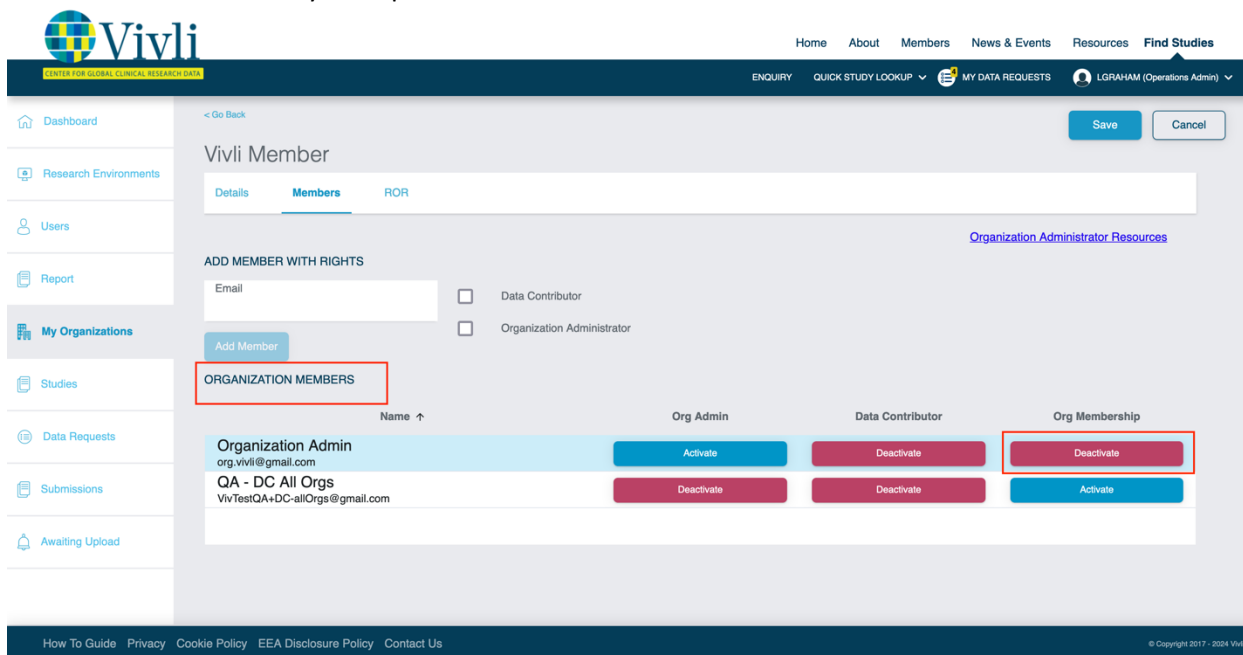 Vivli
CENTER FOR GLOBAL CLINICAL RESEARCH DATA
Home About Members News & Events Resources Find Studies
ENQUIRY QUICK STUDY LOOKUP 4 MY DATA REQUESTS LGRAHAM (Operations Admin)
Dashboard
Research Environments
Users
Report
My Organizations
Studies
Data Requests
Submissions
Awaiting Upload
< Go Back
Save Cancel
Vivli Member
Details Members ROR
Organization Administrator Resources
ADD MEMBER WITH RIGHTS
Email
Data Contributor
Organization Administrator
Add Member
ORGANIZATION MEMBERS
Name ↑ Org Admin Data Contributor Org Membership
Organization Admin
org.vivli@gmail.com
Activate Deactivate Deactivate
QA - DC All Orgs
VivTestQA+DC-allOrgs@gmail.com
Deactivate Deactivate Activate
How To Guide Privacy Cookie Policy EEA Disclosure Policy Contact Us
© Copyright 2017 - 2024 Vivli